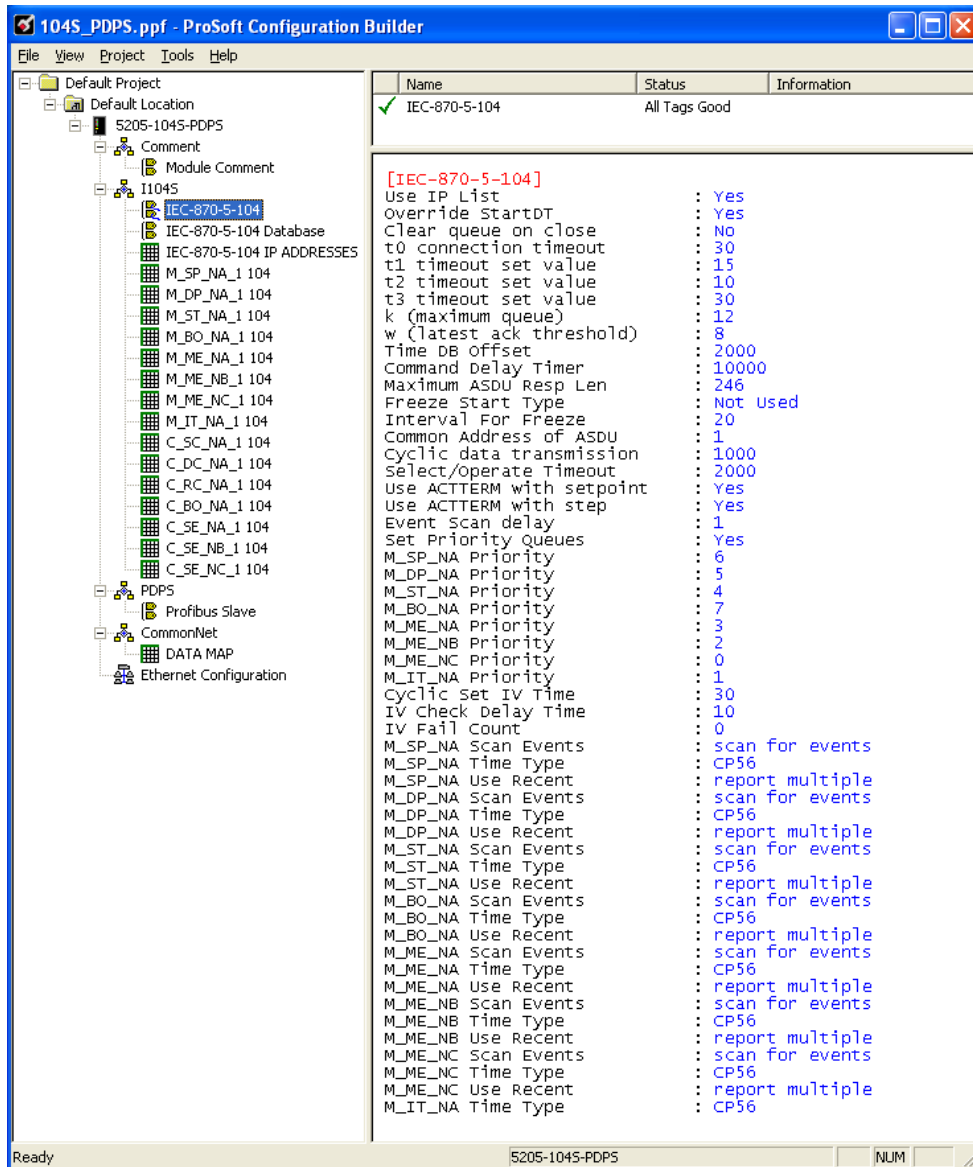 104S_PDPS.ppf - ProSoft Configuration Builder
File View Project Tools Help
Default Project
Default Location
5205-104S-PDPS
Comment
Module Comment
I104S
IEC-870-5-104
IEC-870-5-104 Database
IEC-870-5-104 IP ADDRESSES
M_SP_NA_1 104
M_DP_NA_1 104
M_ST_NA_1 104
M_BO_NA_1 104
M_ME_NA_1 104
M_ME_NB_1 104
M_ME_NC_1 104
M_IT_NA_1 104
C_SC_NA_1 104
C_DC_NA_1 104
C_RC_NA_1 104
C_BO_NA_1 104
C_SE_NA_1 104
C_SE_NB_1 104
C_SE_NC_1 104
PDPS
Profibus Slave
CommonNet
DATA MAP
Ethernet Configuration
Name Status Information
IEC-870-5-104 All Tags Good
[IEC-870-5-104]
Use IP List : Yes
Override StartDT : Yes
Clear queue on close : No
t0 connection timeout : 30
t1 timeout set value : 15
t2 timeout set value : 10
t3 timeout set value : 30
k (maximum queue) : 12
w (latest ack threshold) : 8
Time DB Offset : 2000
Command Delay Timer : 10000
Maximum ASDU Resp Len : 246
Freeze Start Type : Not Used
Interval For Freeze : 20
Common Address of ASDU : 1
Cyclic data transmission : 1000
Select/Operate Timeout : 2000
Use ACTTERM with setpoint : Yes
Use ACTTERM with step : Yes
Event Scan delay : 1
Set Priority Queues : Yes
M_SP_NA Priority : 6
M_DP_NA Priority : 5
M_ST_NA Priority : 4
M_BO_NA Priority : 7
M_ME_NA Priority : 3
M_ME_NB Priority : 2
M_ME_NC Priority : 0
M_IT_NA Priority : 1
Cyclic Set IV Time : 30
IV Check Delay Time : 10
IV Fail Count : 0
M_SP_NA Scan Events : scan for events
M_SP_NA Time Type : CP56
M_SP_NA Use Recent : report multiple
M_DP_NA Scan Events : scan for events
M_DP_NA Time Type : CP56
M_DP_NA Use Recent : report multiple
M_ST_NA Scan Events : scan for events
M_ST_NA Time Type : CP56
M_ST_NA Use Recent : report multiple
M_BO_NA Scan Events : scan for events
M_BO_NA Time Type : CP56
M_BO_NA Use Recent : report multiple
M_ME_NA Scan Events : scan for events
M_ME_NA Time Type : CP56
M_ME_NA Use Recent : report multiple
M_ME_NB Scan Events : scan for events
M_ME_NB Time Type : CP56
M_ME_NB Use Recent : report multiple
M_ME_NC Scan Events : scan for events
M_ME_NC Time Type : CP56
M_ME_NC Use Recent : report multiple
M_IT_NA Time Type : CP56
Ready 5205-104S-PDPS NUM